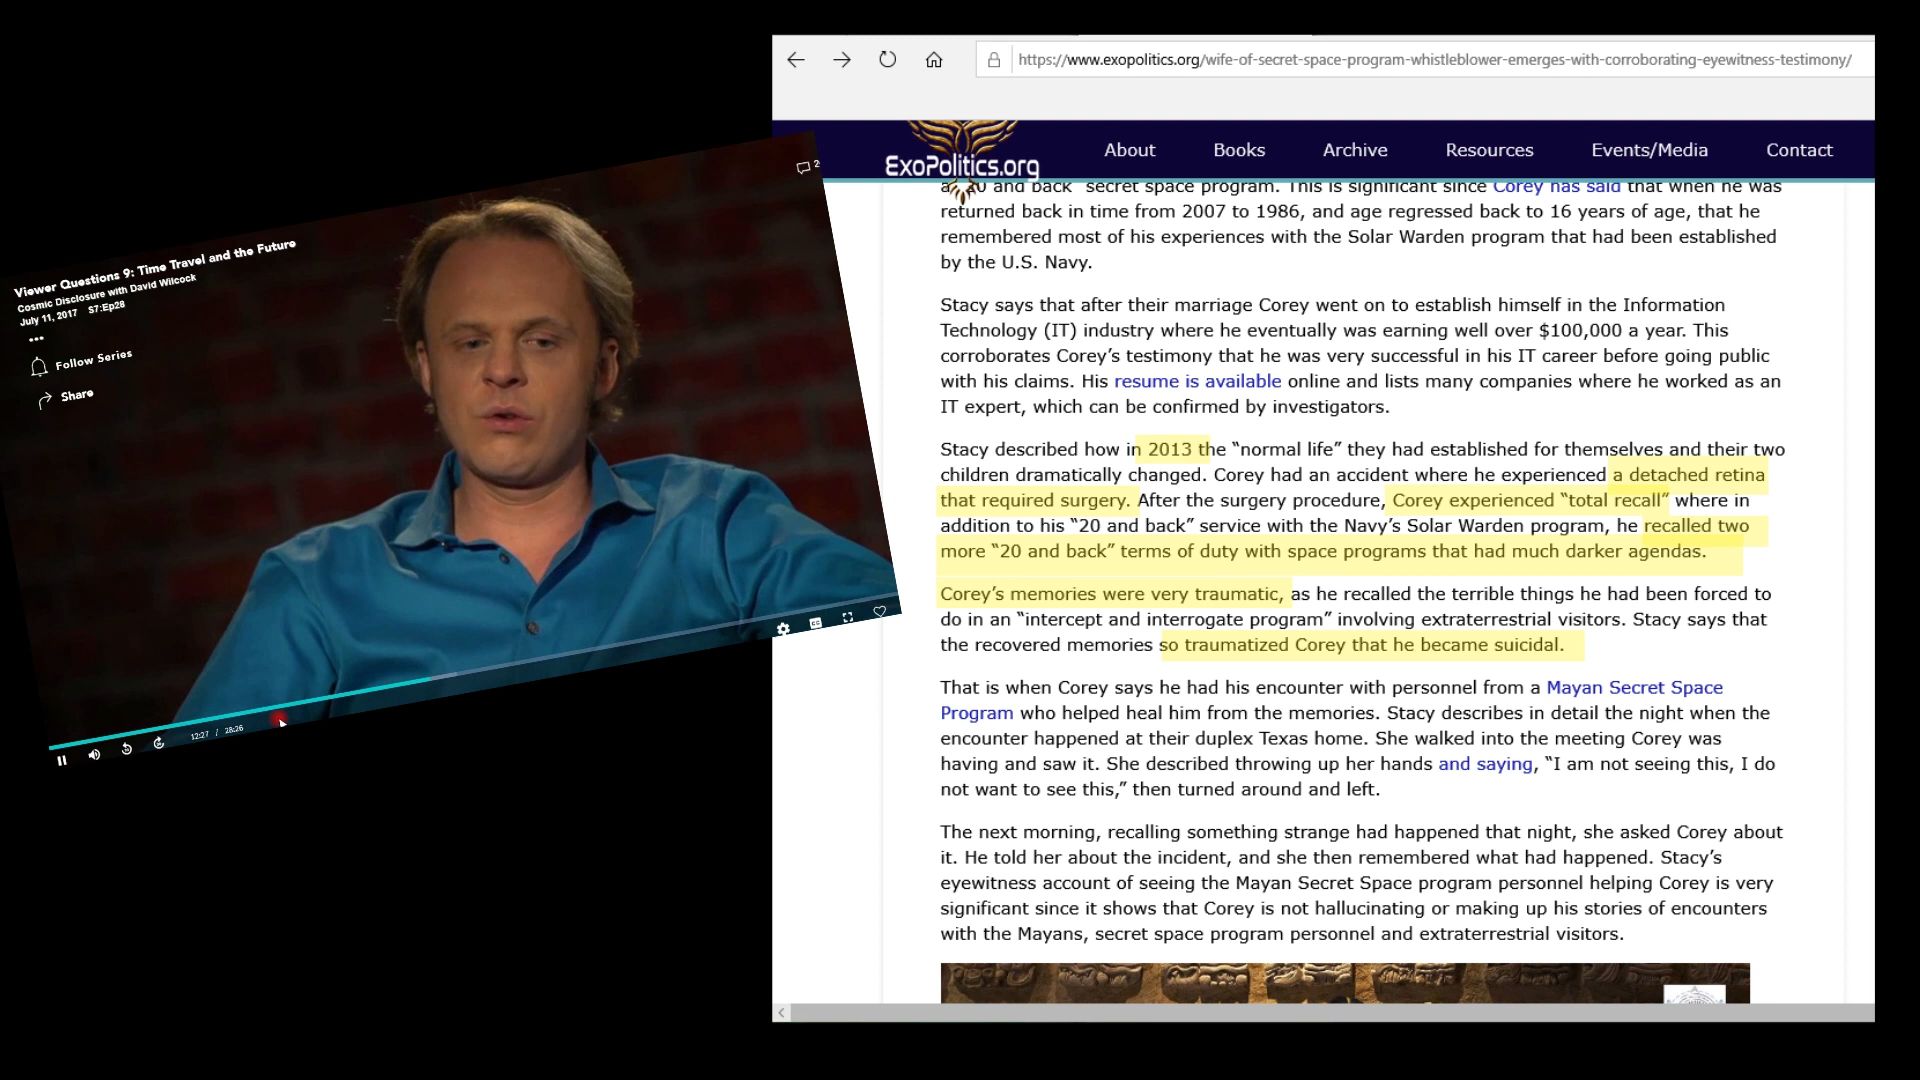 https://www.exopolitics.org/wife-of-secret-space-program-whistleblower-emerges-with-corroborating-eyewitness-testimony/
ExoPolitics.org
About Books Archive Resources Events/Media Contact
and back" secret space program. This is significant since Corey has said that when he was
returned back in time from 2007 to 1986, and age regressed back to 16 years of age, that he
remembered most of his experiences with the Solar Warden program that had been established
by the U.S. Navy.
Stacy says that after their marriage Corey went on to establish himself in the Information
Technology (IT) industry where he eventually was earning well over $100,000 a year. This
corroborates Corey’s testimony that he was very successful in his IT career before going public
with his claims. His resume is available online and lists many companies where he worked as an
IT expert, which can be confirmed by investigators.
Stacy described how in 2013 the “normal life” they had established for themselves and their two
children dramatically changed. Corey had an accident where he experienced a detached retina
that required surgery. After the surgery procedure, Corey experienced “total recall” where in
addition to his “20 and back” service with the Navy’s Solar Warden program, he recalled two
more “20 and back” terms of duty with space programs that had much darker agendas.
Corey’s memories were very traumatic, as he recalled the terrible things he had been forced to
do in an “intercept and interrogate program” involving extraterrestrial visitors. Stacy says that
the recovered memories so traumatized Corey that he became suicidal.
That is when Corey says he had his encounter with personnel from a Mayan Secret Space
Program who helped heal him from the memories. Stacy describes in detail the night when the
encounter happened at their duplex Texas home. She walked into the meeting Corey was
having and saw it. She described throwing up her hands and saying, “I am not seeing this, I do
not want to see this,” then turned around and left.
The next morning, recalling something strange had happened that night, she asked Corey about
it. He told her about the incident, and she then remembered what had happened. Stacy’s
eyewitness account of seeing the Mayan Secret Space program personnel helping Corey is very
significant since it shows that Corey is not hallucinating or making up his stories of encounters
with the Mayans, secret space program personnel and extraterrestrial visitors.
Viewer Questions 9: Time Travel and the Future
Cosmic Disclosure with David Wilcock
July 11, 2017 S7:Ep28
Follow Series
Share
12:27 / 28:26
CC